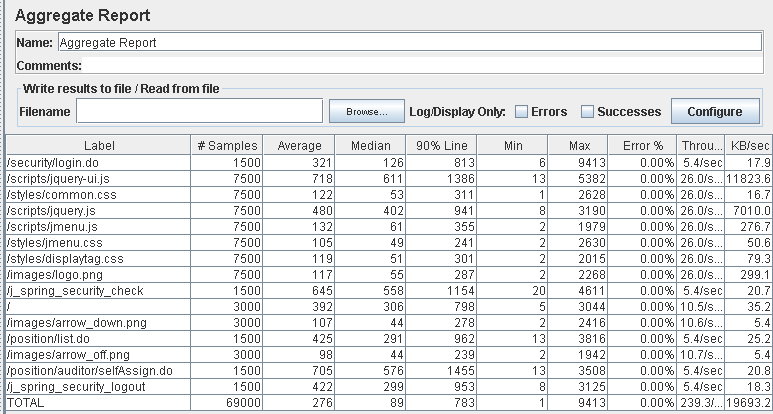 Aggregate Report
Name: Aggregate Report
Comments:
Write results to file / Read from file
Filename Browse... Log/Display Only: Errors Successes Configure
Label # Samples Average Median 90% Line Min Max Error % Throu... KB/sec
/security/login.do 1500 321 126 813 6 9413 0.00% 5.4/sec 17.9
/scripts/jquery-ui.js 7500 718 611 1386 13 5382 0.00% 26.0/s... 11823.6
/styles/common.css 7500 122 53 311 1 2628 0.00% 26.0/s... 16.7
/scripts/jquery.js 7500 480 402 941 8 3190 0.00% 26.0/s... 7010.0
/scripts/jmenu.js 7500 132 61 355 2 1979 0.00% 26.0/s... 276.7
/styles/jmenu.css 7500 105 49 241 2 2630 0.00% 26.0/s... 50.6
/styles/displaytag.css 7500 119 51 301 2 2015 0.00% 26.0/s... 79.3
/images/logo.png 7500 117 55 287 2 2268 0.00% 26.0/s... 299.1
/j_spring_security_check 1500 645 558 1154 20 4611 0.00% 5.4/sec 20.7
/ 3000 392 306 798 5 3044 0.00% 10.5/s... 35.2
/images/arrow_down.png 3000 107 44 278 2 2416 0.00% 10.6/s... 5.4
/position/list.do 1500 425 291 962 13 3816 0.00% 5.4/sec 25.2
/images/arrow_off.png 3000 98 44 239 2 1942 0.00% 10.7/s... 5.4
/position/auditor/selfAssign.do 1500 705 576 1455 13 3508 0.00% 5.4/sec 20.8
/j_spring_security_logout 1500 422 299 953 8 3125 0.00% 5.4/sec 18.3
TOTAL 69000 276 89 783 1 9413 0.00% 239.3/... 19693.2